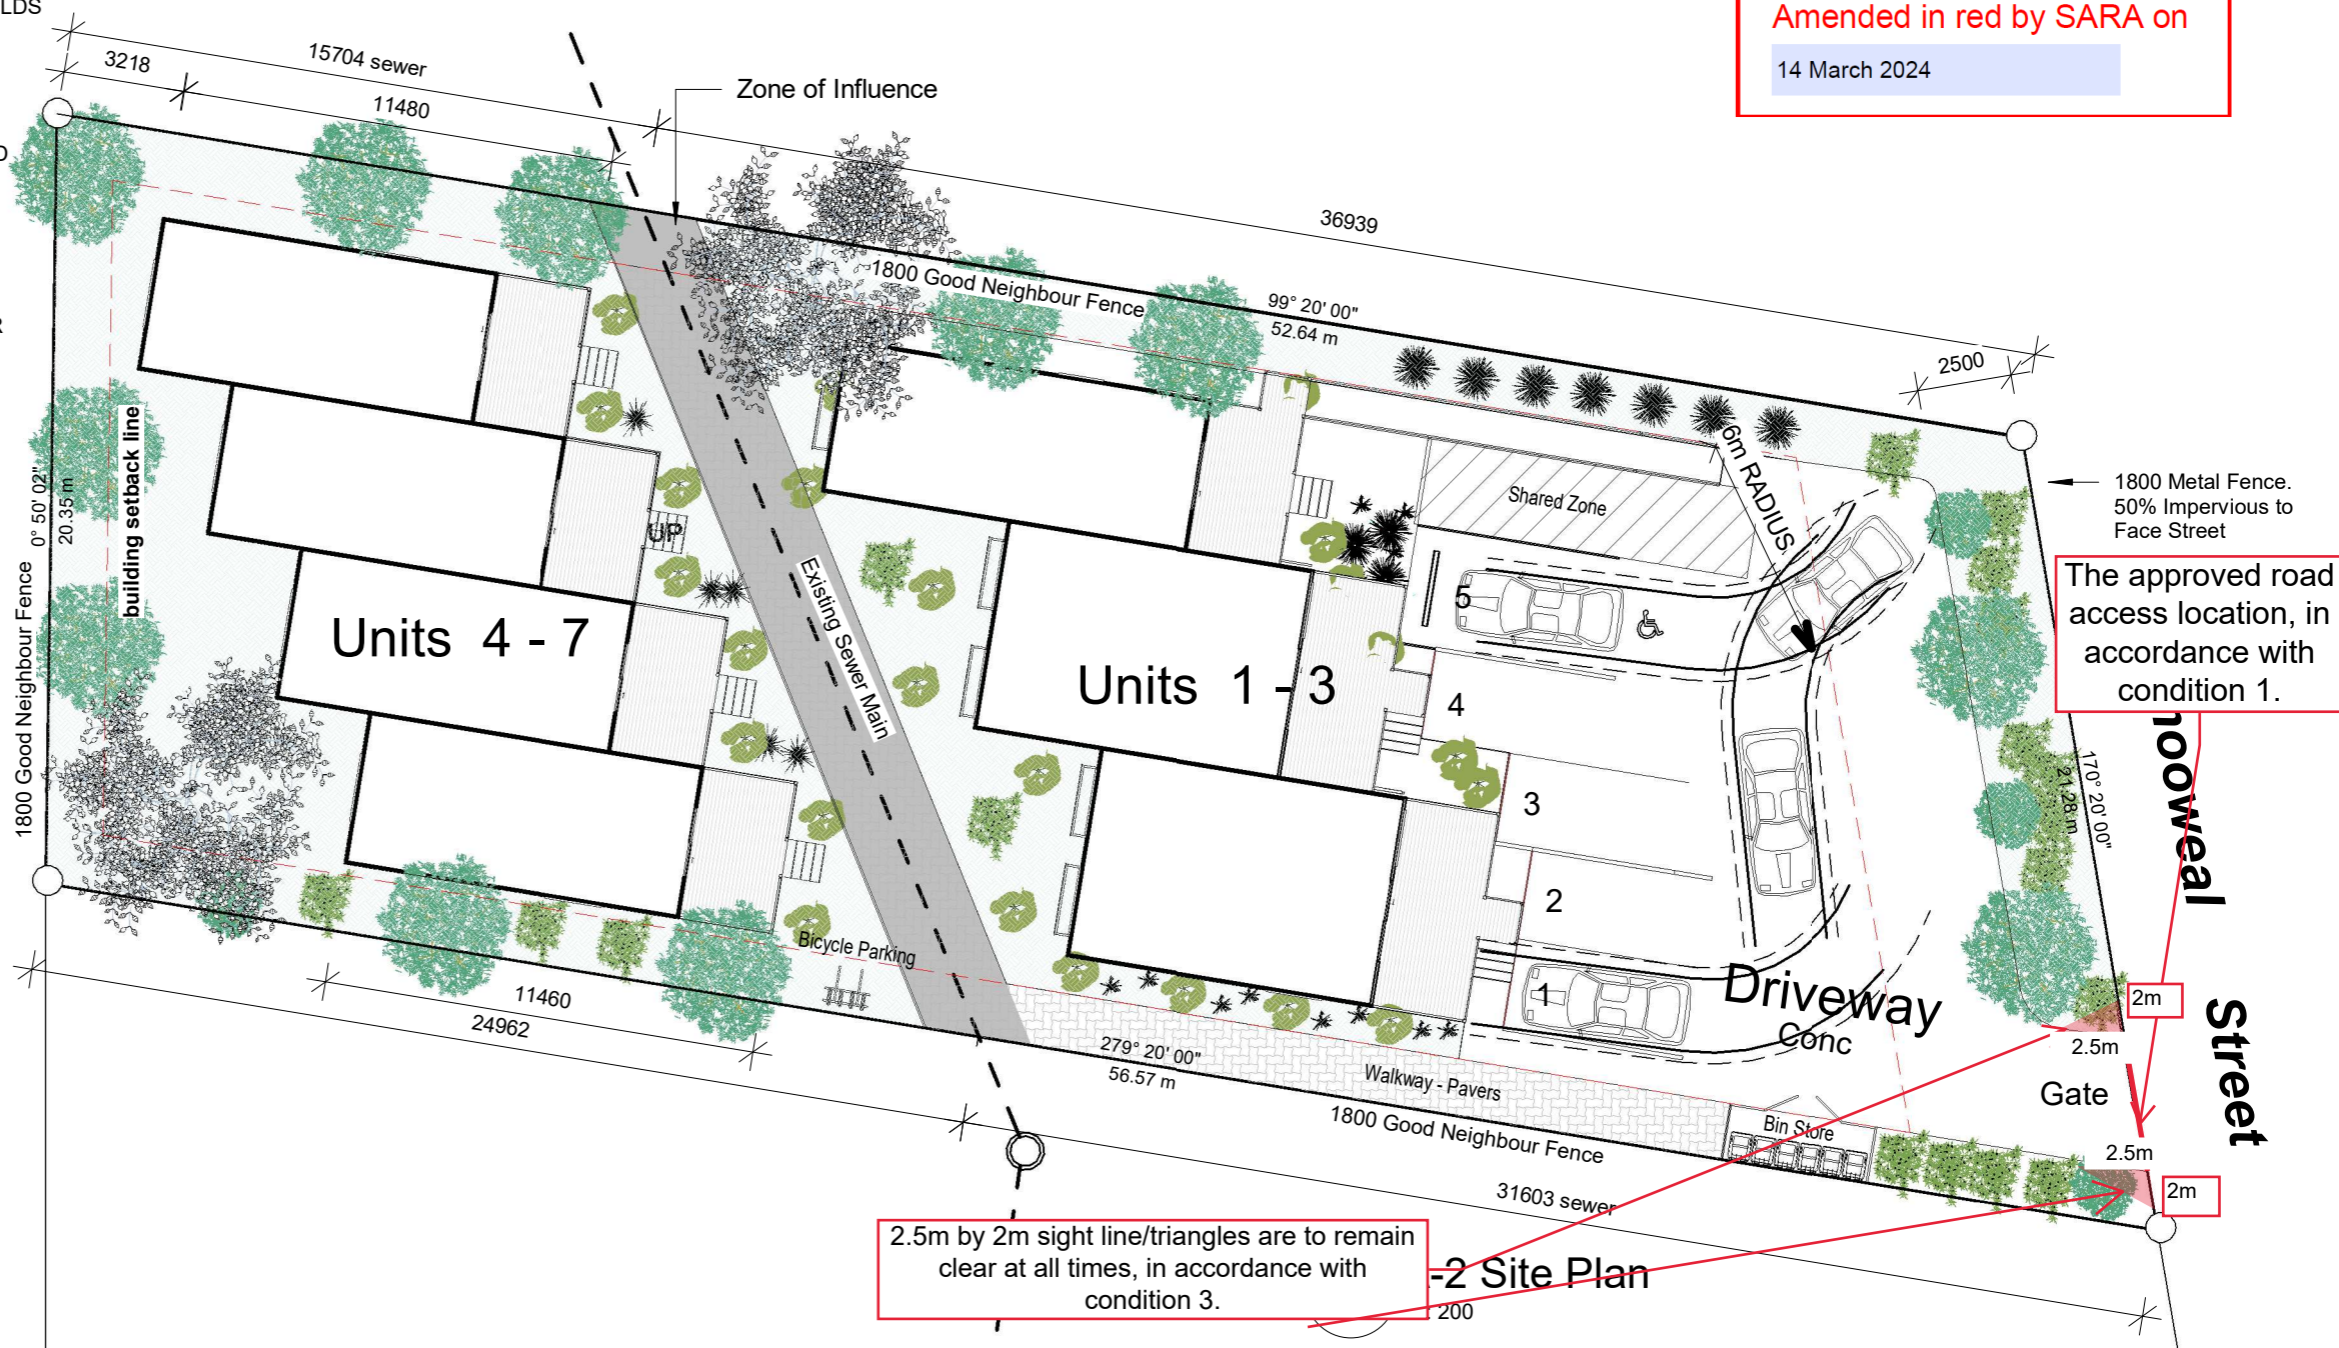 LDS
Amended in red by SARA on
14 March 2024
15704 sewer
3218
11480
Zone of Influence
36939
1800 Good Neighbour Fence
99° 20' 00"
52.64 m
2500
6m RADIUS
Shared Zone
1800 Metal Fence.
50% Impervious to
Face Street
The approved road
access location, in
accordance with
condition 1.
building setback line
0° 50' 02"
20.35 m
1800 Good Neighbour Fence
UP
Existing Sewer Main
Units 4 - 7
Units 1 - 3
5
4
3
2
1
170° 20' 00"
21.28 m
ooweal
Street
Driveway
Conc
Bicycle Parking
11460
24962
279° 20' 00"
56.57 m
Walkway - Pavers
1800 Good Neighbour Fence
Bin Store
Gate
2m
2.5m
2.5m
2m
31603 sewer
2.5m by 2m sight line/triangles are to remain
clear at all times, in accordance with
condition 3.
-2 Site Plan
200